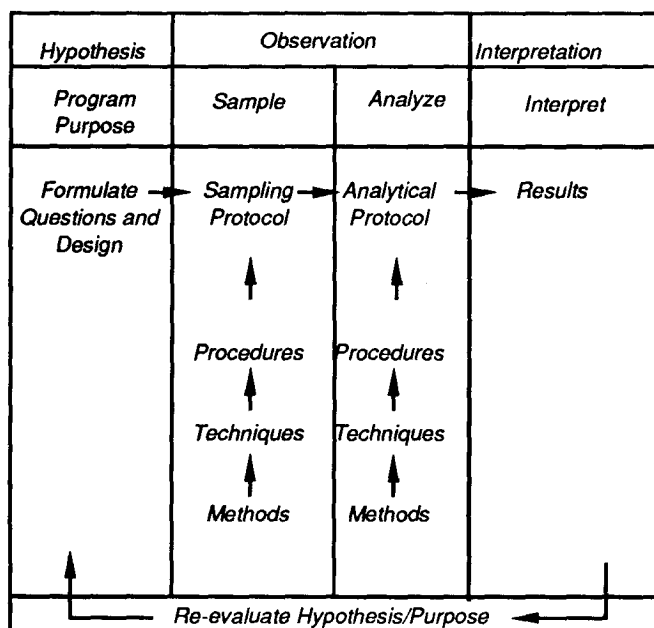 Hypothesis
Observation
Interpretation
Program
Purpose
Sample
Analyze
Interpret
Formulate
Questions and
Design
Sampling
Protocol
Analytical
Protocol
Results
Procedures
Procedures
Techniques
Techniques
Methods
Methods
Re-evaluate Hypothesis/Purpose